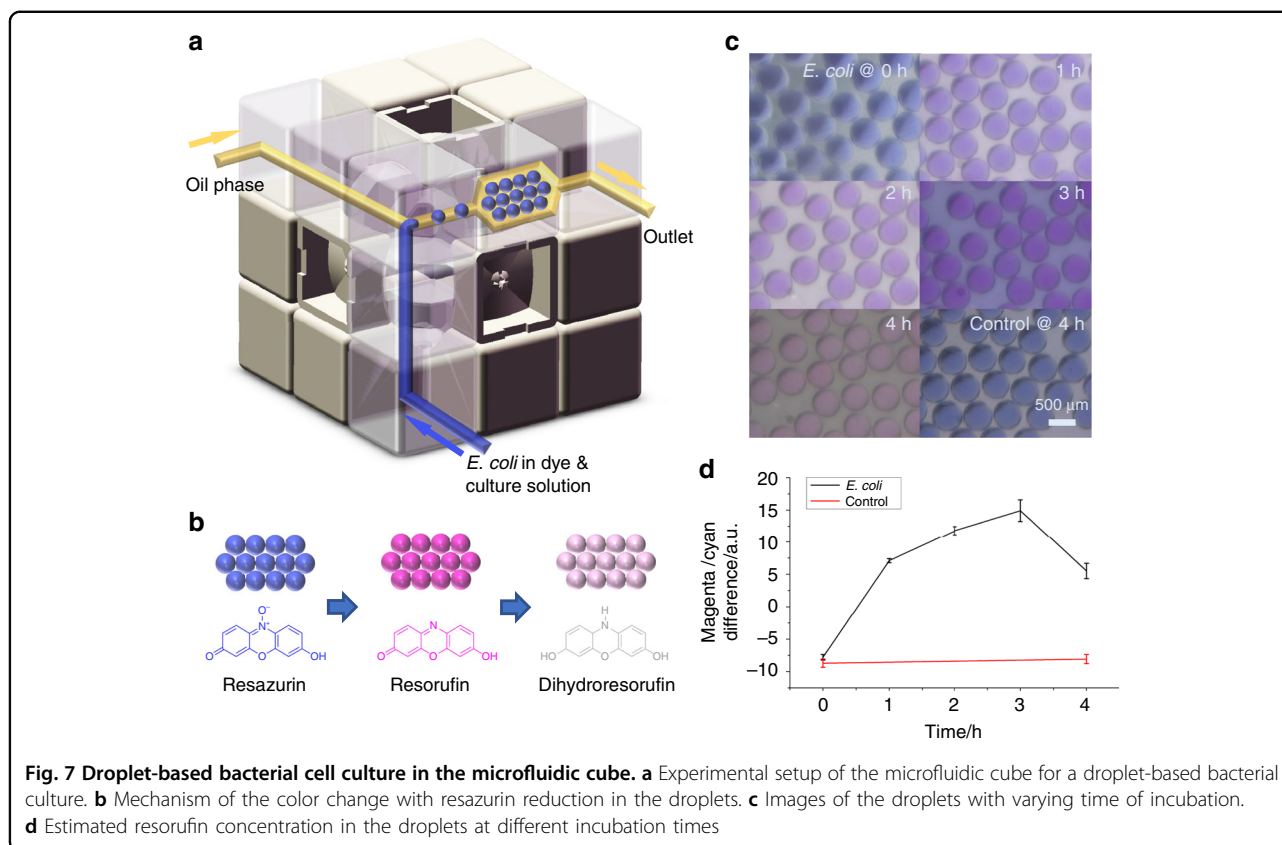 a
Oil phase
Outlet
E. coli in dye &
culture solution
b
O⁻
N⁺
O
O
OH
Resazurin
N
O
O
OH
Resorufin
H
N
HO
O
OH
Dihydroresorufin
c
E. coli @ 0 h
1 h
2 h
3 h
4 h
Control @ 4 h
500 µm
d
E. coli
Control
Magenta /cyan
difference/a.u.
20
15
10
5
0
−5
−10
0 1 2 3 4
Time/h
Fig. 7 Droplet-based bacterial cell culture in the microfluidic cube. a Experimental setup of the microfluidic cube for a droplet-based bacterial
culture. b Mechanism of the color change with resazurin reduction in the droplets. c Images of the droplets with varying time of incubation.
d Estimated resorufin concentration in the droplets at different incubation times